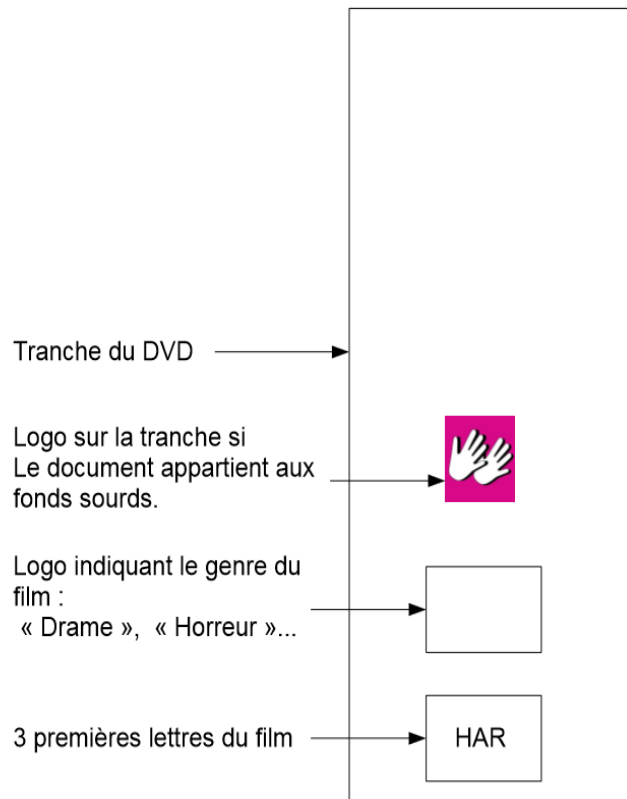 Tranche du DVD
Logo sur la tranche si
Le document appartient aux
fonds sourds.
Logo indiquant le genre du
film :
« Drame », « Horreur »...
3 premières lettres du film
HAR